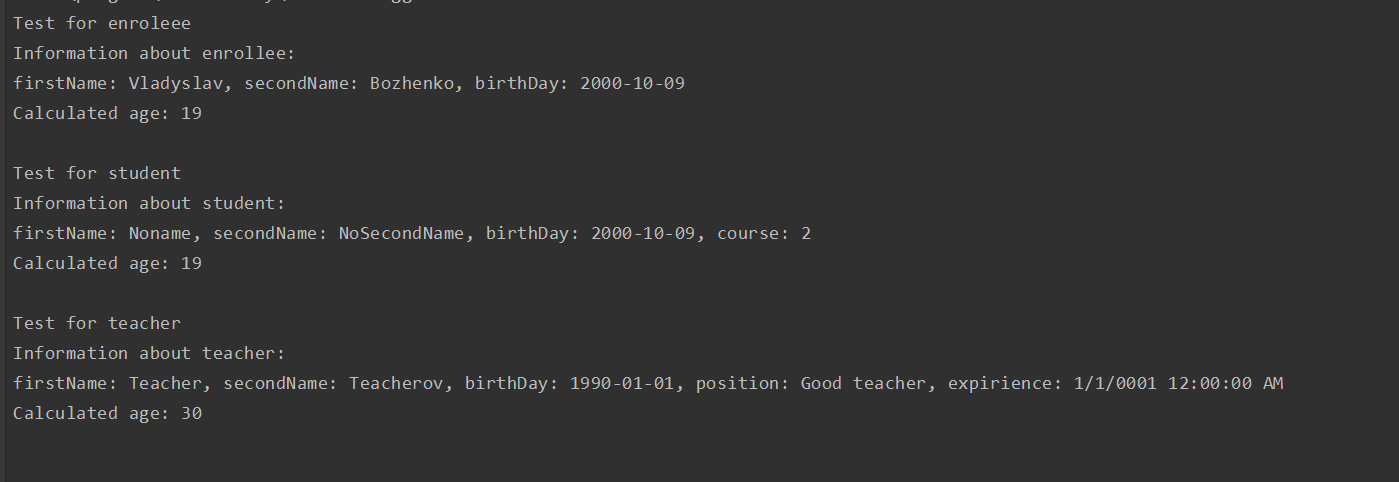 Test for enroleee
Information about enrollee:
firstName: Vladyslav, secondName: Bozhenko, birthDay: 2000-10-09
Calculated age: 19
Test for student
Information about student:
firstName: Noname, secondName: NoSecondName, birthDay: 2000-10-09, course: 2
Calculated age: 19
Test for teacher
Information about teacher:
firstName: Teacher, secondName: Teacherov, birthDay: 1990-01-01, position: Good teacher, expirience: 1/1/0001 12:00:00 AM
Calculated age: 30